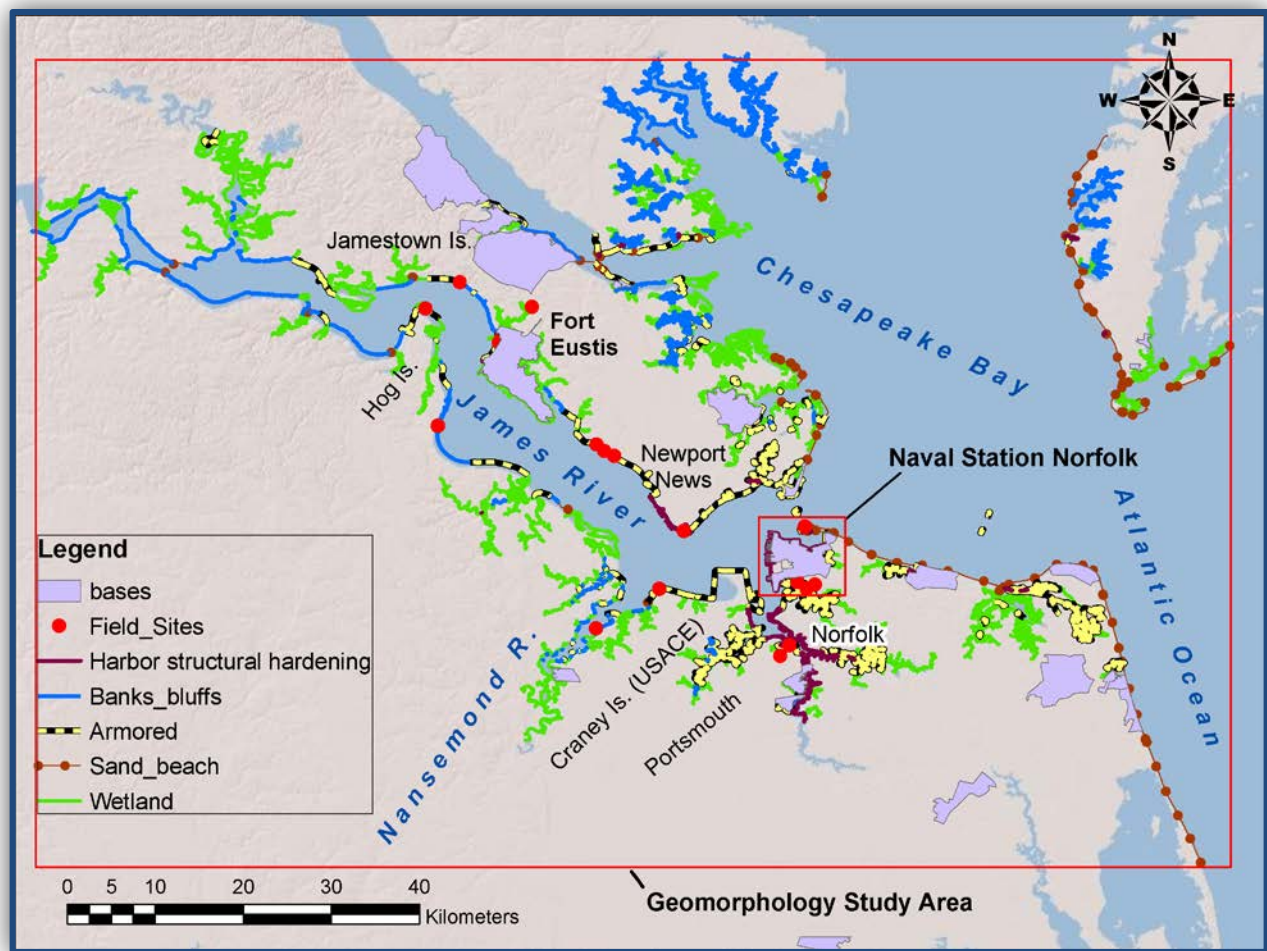 N
W E
S
Jamestown Is.
Fort
Eustis
Hog Is.
James River
Chesapeake Bay
Newport
News
Naval Station Norfolk
Atlantic Ocean
Norfolk
Nansemond R.
Craney Is. (USACE)
Portsmouth
Legend
bases
Field_Sites
Harbor structural hardening
Banks_bluffs
Armored
Sand_beach
Wetland
0 5 10 20 30 40
Kilometers
Geomorphology Study Area